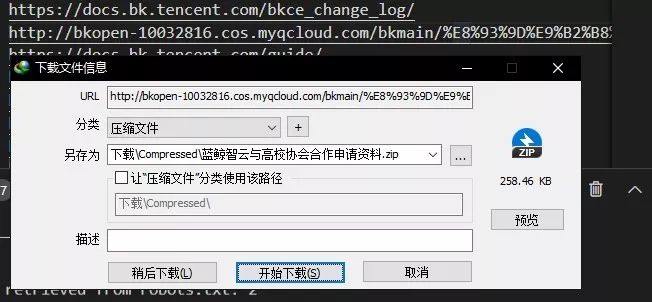 https://docs.bk.tencent.com/bkce_change_log/
http://bkopen-10032816.cos.myqcloud.com/bkmain/%E8%93%9D%E9%B2%B8%
https://docs.bk.tencent.com/guide/
下载文件信息
URL http://bkopen-10032816.cos.myqcloud.com/bkmain/%E8%93%9D%E9%E
分类 压缩文件 +
另存为 下载\Compressed\蓝鲸智云与高校协会合作申请资料.zip ...
ZIP
让“压缩文件”分类使用该路径
258.46 KB
下载\Compressed\
预览
描述
稍后下载(L) 开始下载(S) 取消
retrieved from robots.txt: 2